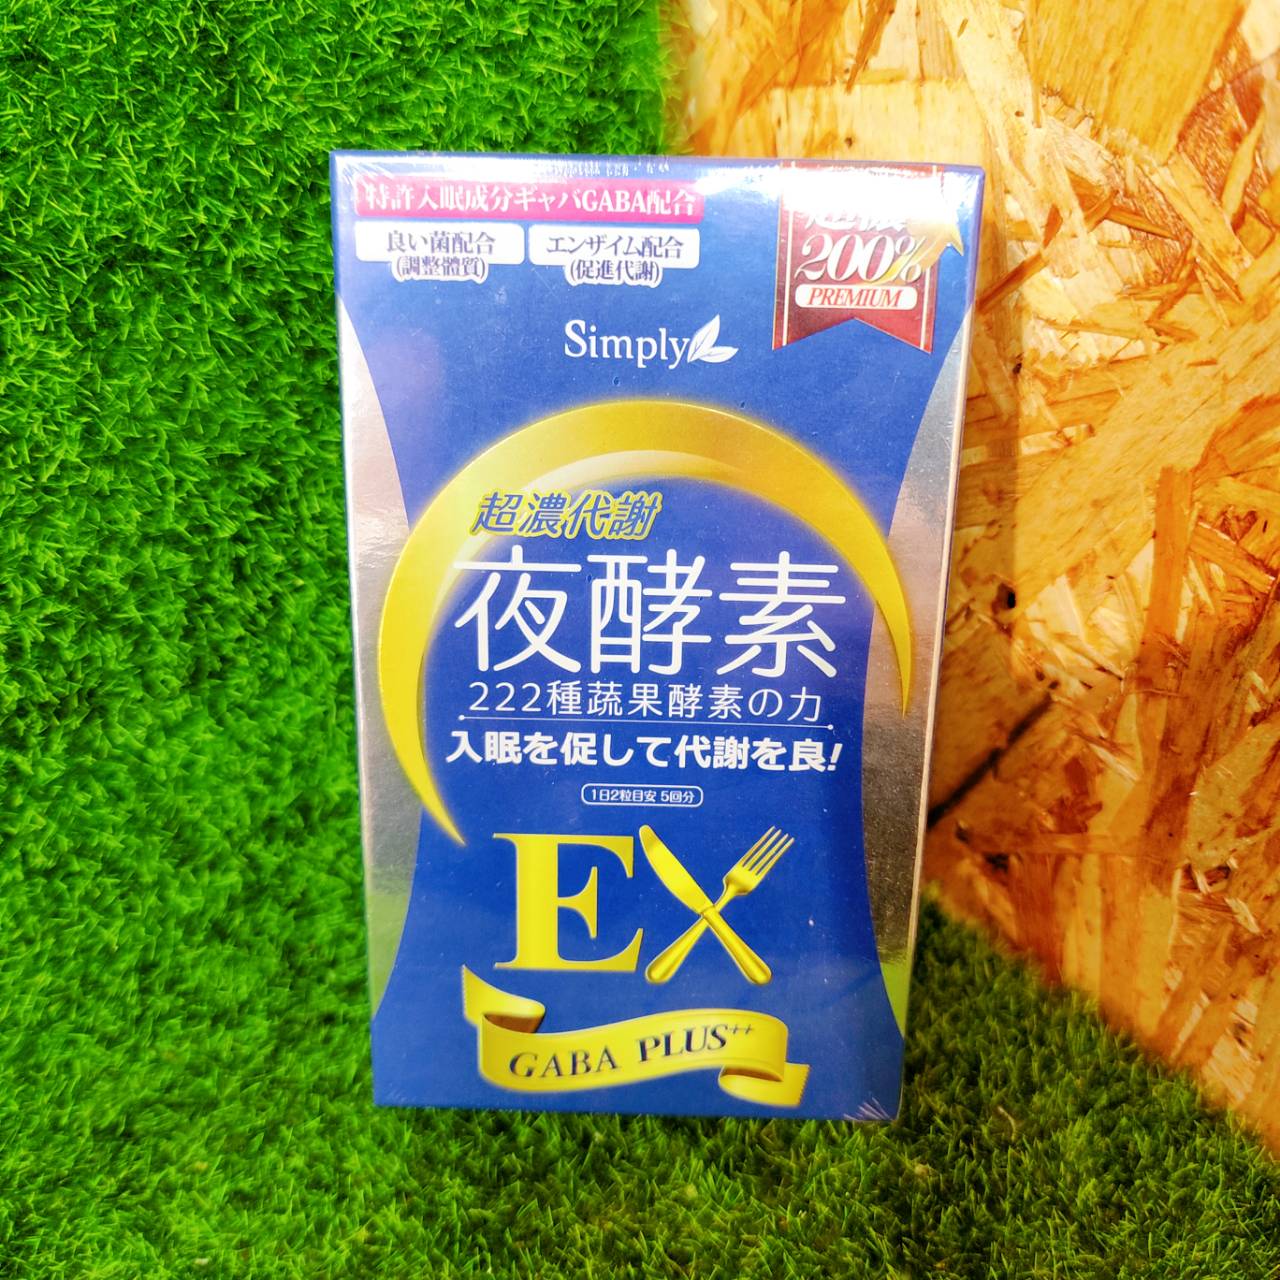 特許入眠成分ギャバGABA配合
良い菌配合
(調整體質)
エンザイム配合
(促進代謝)
200%
PREMIUM
Simply
超濃代謝
夜酵素
222種蔬果酵素の力
入眠を促して代謝を良!
1日2粒目安 5回分
EX
GABA PLUS++